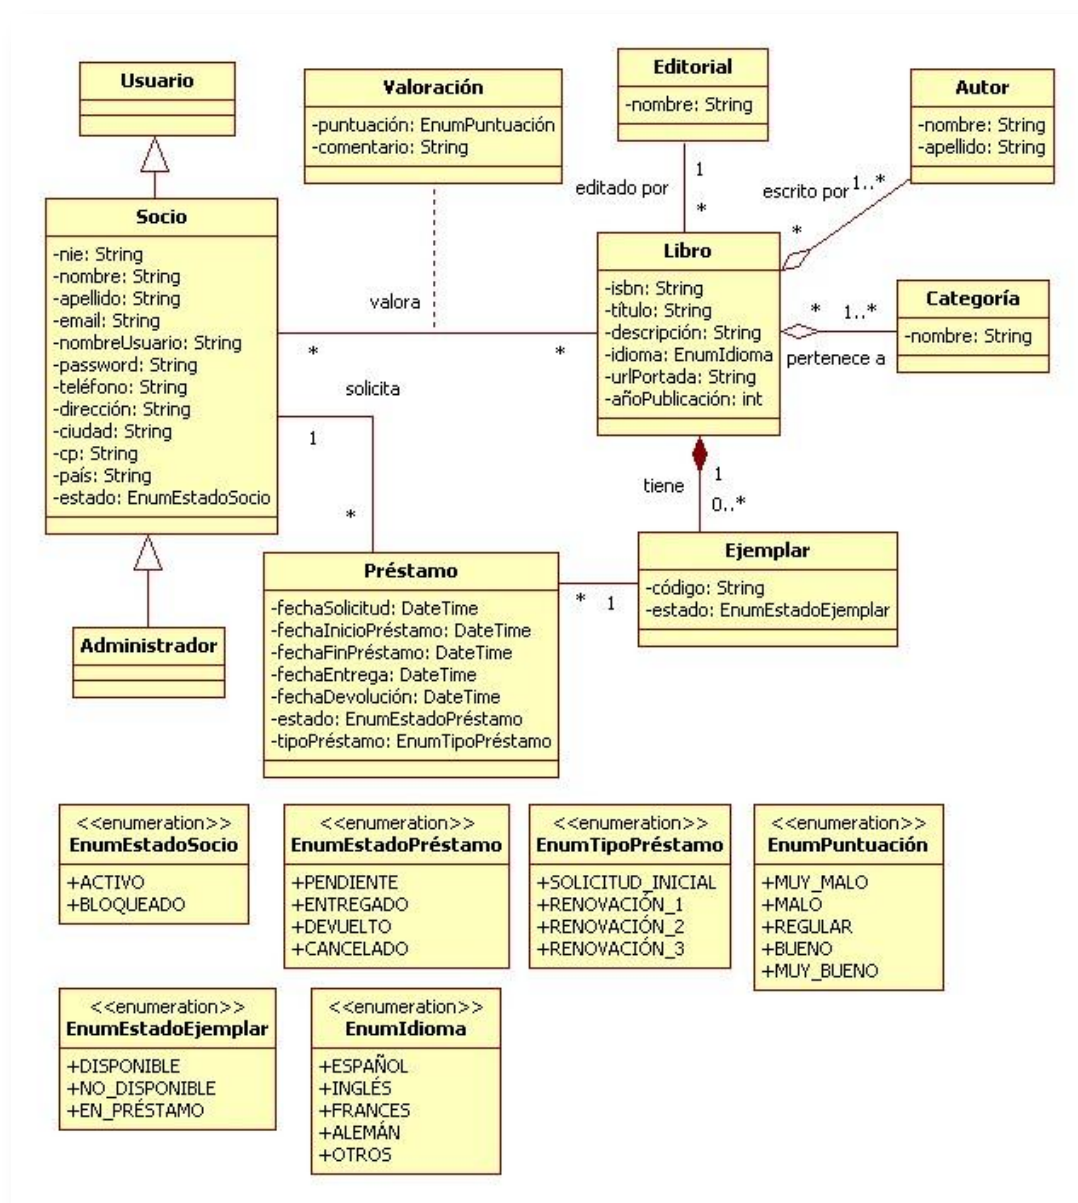 Usuario
Valoración
-puntuación: EnumPuntuación
-comentario: String
Editorial
-nombre: String
Autor
-nombre: String
-apellido: String
1
editado por
*
escrito por
1..*
*
Socio
-nie: String
-nombre: String
-apellido: String
-email: String
-nombreUsuario: String
-password: String
-teléfono: String
-dirección: String
-ciudad: String
-cp: String
-país: String
-estado: EnumEstadoSocio
valora
*
*
Libro
-isbn: String
-título: String
-descripción: String
-idioma: EnumIdioma
-urlPortada: String
-añoPublicación: int
*
1..*
pertenece a
Categoría
-nombre: String
solicita
1
*
tiene
1
0..*
Administrador
Préstamo
-fechaSolicitud: DateTime
-fechaInicioPréstamo: DateTime
-fechaFinPréstamo: DateTime
-fechaEntrega: DateTime
-fechaDevolución: DateTime
-estado: EnumEstadoPréstamo
-tipoPréstamo: EnumTipoPréstamo
*
1
Ejemplar
-código: String
-estado: EnumEstadoEjemplar
<<enumeration>>
EnumEstadoSocio
+ACTIVO
+BLOQUEADO
<<enumeration>>
EnumEstadoPréstamo
+PENDIENTE
+ENTREGADO
+DEVUELTO
+CANCELADO
<<enumeration>>
EnumTipoPréstamo
+SOLICITUD_INICIAL
+RENOVACIÓN_1
+RENOVACIÓN_2
+RENOVACIÓN_3
<<enumeration>>
EnumPuntuación
+MUY_MALO
+MALO
+REGULAR
+BUENO
+MUY_BUENO
<<enumeration>>
EnumEstadoEjemplar
+DISPONIBLE
+NO_DISPONIBLE
+EN_PRÉSTAMO
<<enumeration>>
EnumIdioma
+ESPAÑOL
+INGLÉS
+FRANCES
+ALEMÁN
+OTROS